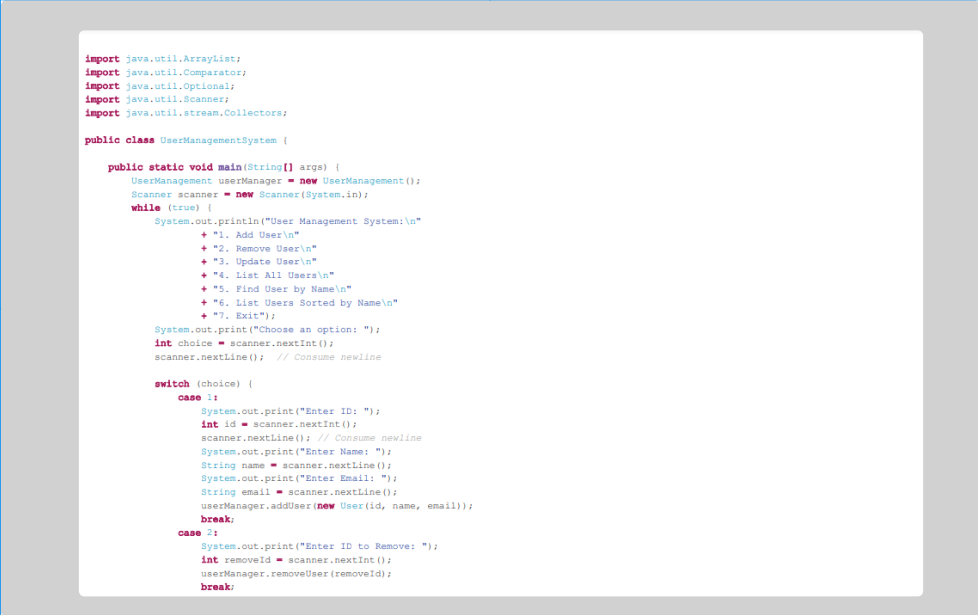 import java.util.ArrayList;
import java.util.Comparator;
import java.util.Optional;
import java.util.Scanner;
import java.util.stream.Collectors;

public class UserManagementSystem {

    public static void main(String[] args) {
        UserManagement userManager = new UserManagement();
        Scanner scanner = new Scanner(System.in);
        while (true) {
            System.out.println("User Management System:\n"
                    + "1. Add User\n"
                    + "2. Remove User\n"
                    + "3. Update User\n"
                    + "4. List All Users\n"
                    + "5. Find User by Name\n"
                    + "6. List Users Sorted by Name\n"
                    + "7. Exit");
            System.out.print("Choose an option: ");
            int choice = scanner.nextInt();
            scanner.nextLine();  // Consume newline

            switch (choice) {
                case 1:
                    System.out.print("Enter ID: ");
                    int id = scanner.nextInt();
                    scanner.nextLine(); // Consume newline
                    System.out.print("Enter Name: ");
                    String name = scanner.nextLine();
                    System.out.print("Enter Email: ");
                    String email = scanner.nextLine();
                    userManager.addUser(new User(id, name, email));
                    break;
                case 2:
                    System.out.print("Enter ID to Remove: ");
                    int removeId = scanner.nextInt();
                    userManager.removeUser(removeId);
                    break;